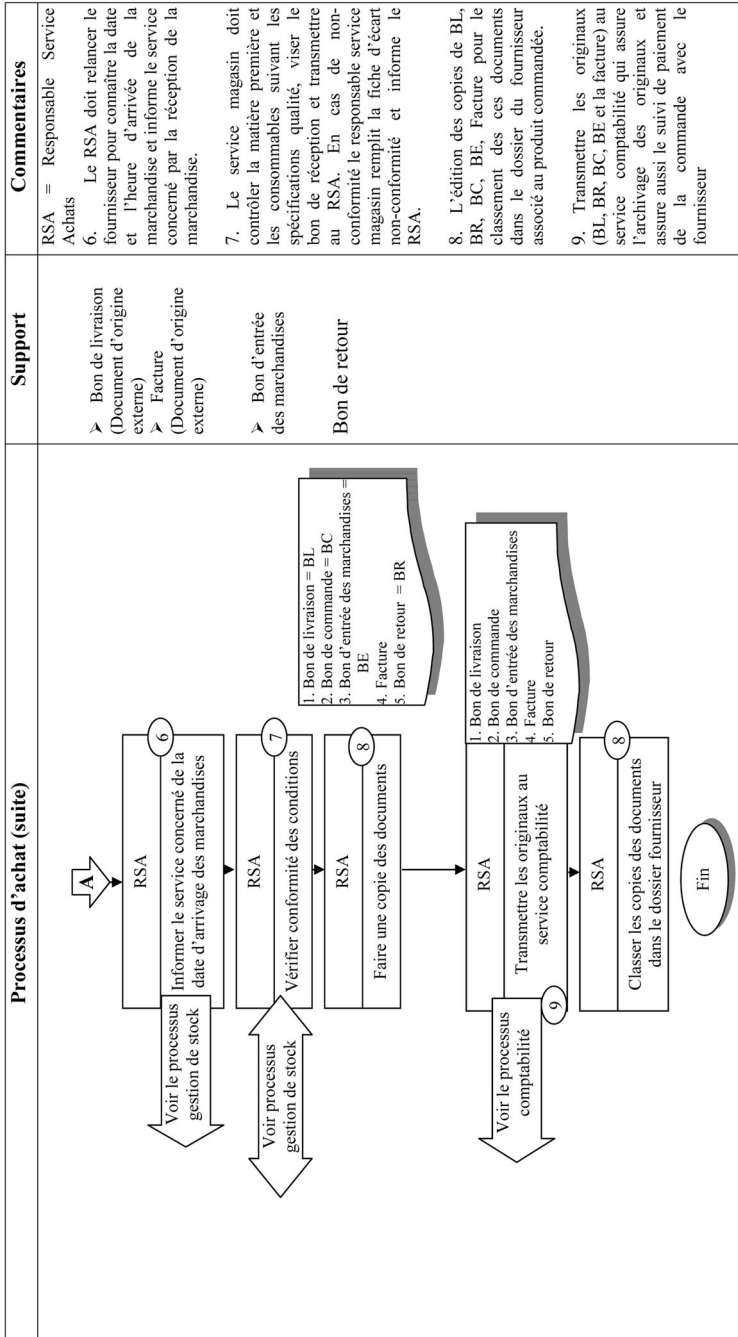 Processus d'achat (suite)
Support
Commentaires
A
RSA
6
Informer le service concerné de la
date d'arrivage des marchandises
Voir le processus
gestion de stock
RSA
7
Vérifier conformité des conditions
Voir processus
gestion de stock
RSA
8
Faire une copie des documents
1. Bon de livraison = BL
2. Bon de commande = BC
3. Bon d'entrée des marchandises =
BE
4. Facture
5. Bon de retour = BR
RSA
Transmettre les originaux au
service comptabilité
9
Voir le processus
comptabilité
1. Bon de livraison
2. Bon de commande
3. Bon d'entrée des marchandises
4. Facture
5. Bon de retour
RSA
8
Classer les copies des documents
dans le dossier fournisseur
Fin
➢ Bon de livraison
(Document d'origine
externe)
➢ Facture
(Document d'origine
externe)
➢ Bon d'entrée
des marchandises
Bon de retour
RSA = Responsable Service
Achats
6. Le RSA doit relancer le
fournisseur pour connaître la date
et l'heure d'arrivée de la
marchandise et informe le service
concerné par la réception de la
marchandise.
7. Le service magasin doit
contrôler la matière première et
les consommables suivant les
spécifications qualité, viser le
bon de réception et transmettre
au RSA. En cas de non-
conformité le responsable service
magasin remplit la fiche d'écart
non-conformité et informe le
RSA.
8. L'édition des copies de BL,
BR, BC, BE, Facture pour le
classement des ces documents
dans le dossier du fournisseur
associé au produit commandée.
9. Transmettre les originaux
(BL, BR, BC, BE et la facture) au
service comptabilité qui assure
l'archivage des originaux et
assure aussi le suivi de paiement
de la commande avec le
fournisseur